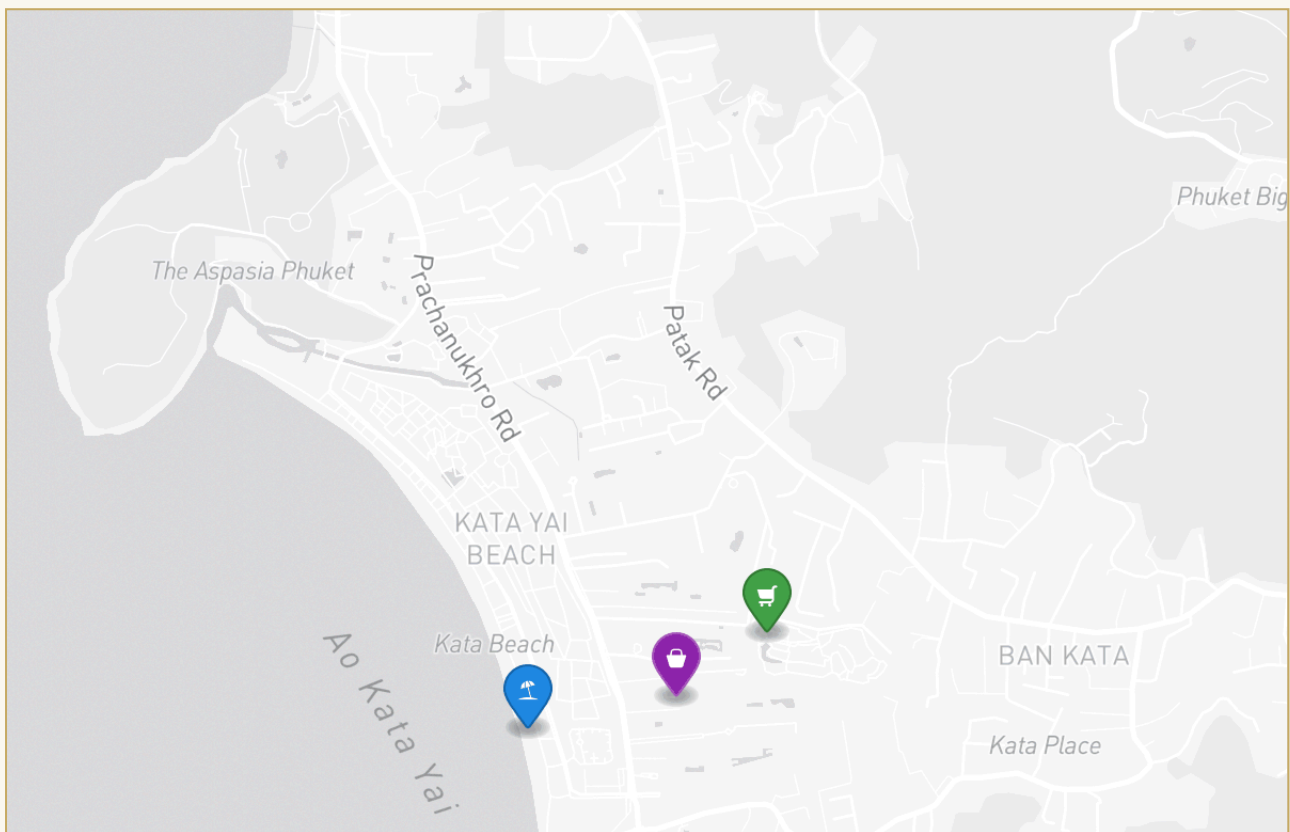 Phuket Big
The Aspasia Phuket
Prachanukhro Rd
Patak Rd
KATA YAI
BEACH
Kata Beach
Ao Kata Yai
BAN KATA
Kata Place